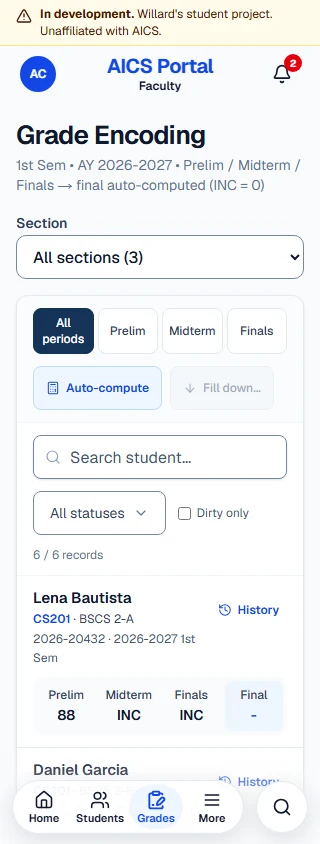 In development. Willard's student project.
Unaffiliated with AICS.
AC
AICS Portal
Faculty
2
Grade Encoding
1st Sem • AY 2026-2027 • Prelim / Midterm /
Finals → final auto-computed (INC = 0)
Section
All sections (3)
All periods
Prelim
Midterm
Finals
Auto-compute
Fill down...
Search student...
All statuses
Dirty only
6 / 6 records
Lena Bautista
CS201 · BSCS 2-A
2026-20432 · 2026-2027 1st
Sem
History
Prelim
Midterm
Finals
Final
88
INC
INC
-
Daniel Garcia
History
Home
Students
Grades
More